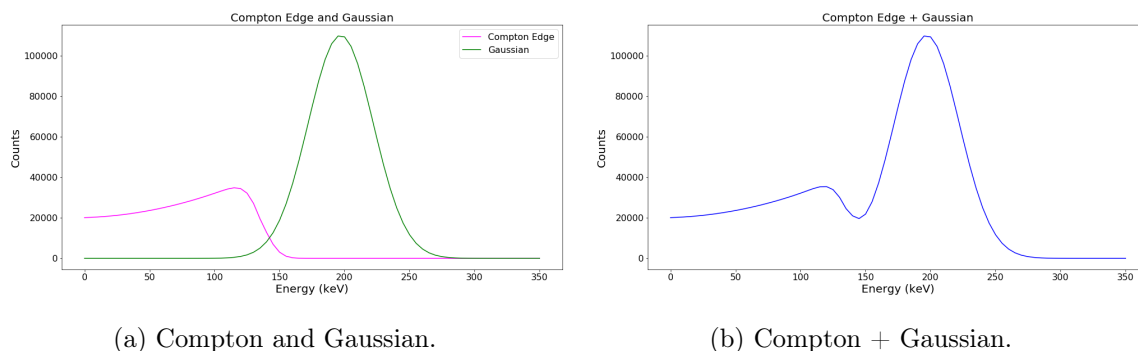 Compton Edge and Gaussian
Counts
100000
80000
60000
40000
20000
0
Compton Edge
Gaussian
0 50 100 150 200 250 300 350
Energy (keV)
(a) Compton and Gaussian.
Compton Edge + Gaussian
Counts
100000
80000
60000
40000
20000
0
0 50 100 150 200 250 300 350
Energy (keV)
(b) Compton + Gaussian.